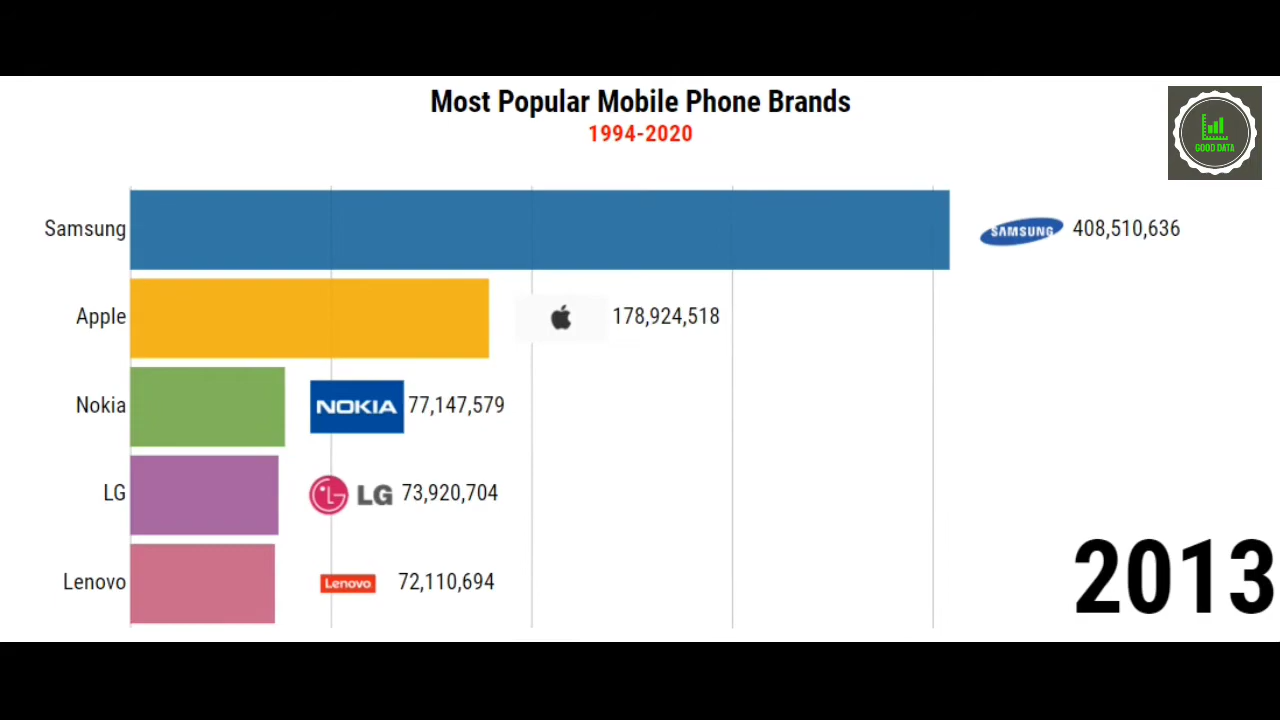 Most Popular Mobile Phone Brands
1994-2020
GOOD DATA
Samsung SAMSUNG 408,510,636
Apple 178,924,518
Nokia NOKIA 77,147,579
LG LG LG 73,920,704
Lenovo Lenovo 72,110,694
2013